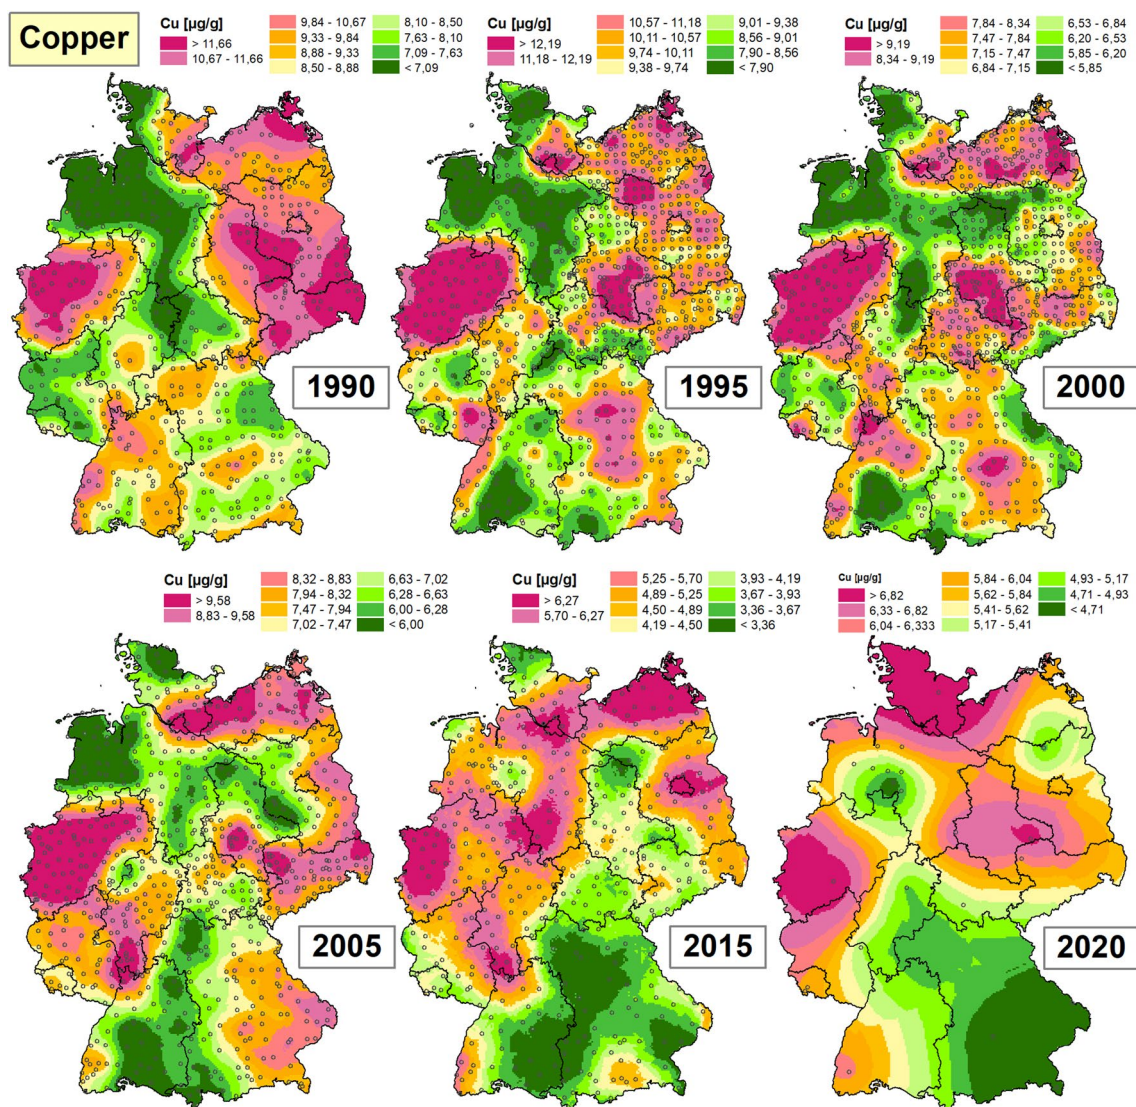 Copper
Cu [µg/g]
> 11,66
10,67 - 11,66
9,84 - 10,67
9,33 - 9,84
8,88 - 9,33
8,50 - 8,88
8,10 - 8,50
7,63 - 8,10
7,09 - 7,63
< 7,09
1990
Cu [µg/g]
> 12,19
11,18 - 12,19
10,57 - 11,18
10,11 - 10,57
9,74 - 10,11
9,38 - 9,74
9,01 - 9,38
8,56 - 9,01
7,90 - 8,56
< 7,90
1995
Cu [µg/g]
> 9,19
8,34 - 9,19
7,84 - 8,34
7,47 - 7,84
7,15 - 7,47
6,84 - 7,15
6,53 - 6,84
6,20 - 6,53
5,85 - 6,20
< 5,85
2000
Cu [µg/g]
> 9,58
8,83 - 9,58
8,32 - 8,83
7,94 - 8,32
7,47 - 7,94
7,02 - 7,47
6,63 - 7,02
6,28 - 6,63
6,00 - 6,28
< 6,00
2005
Cu [µg/g]
> 6,27
5,70 - 6,27
5,25 - 5,70
4,89 - 5,25
4,50 - 4,89
4,19 - 4,50
3,93 - 4,19
3,67 - 3,93
3,36 - 3,67
< 3,36
2015
Cu [µg/g]
> 6,82
6,33 - 6,82
6,04 - 6,333
5,84 - 6,04
5,62 - 5,84
5,41 - 5,62
5,17 - 5,41
4,93 - 5,17
4,71 - 4,93
< 4,71
2020